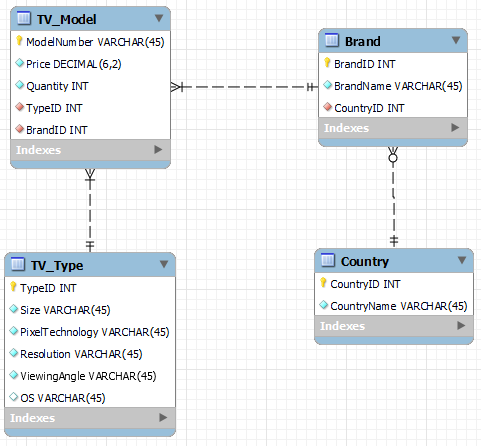 TV_Model
ModelNumber VARCHAR(45)
Price DECIMAL(6,2)
Quantity INT
TypeID INT
BrandID INT
Indexes
Brand
BrandID INT
BrandName VARCHAR(45)
CountryID INT
Indexes
TV_Type
TypeID INT
Size VARCHAR(45)
PixelTechnology VARCHAR(45)
Resolution VARCHAR(45)
ViewingAngle VARCHAR(45)
OS VARCHAR(45)
Indexes
Country
CountryID INT
CountryName VARCHAR(45)
Indexes